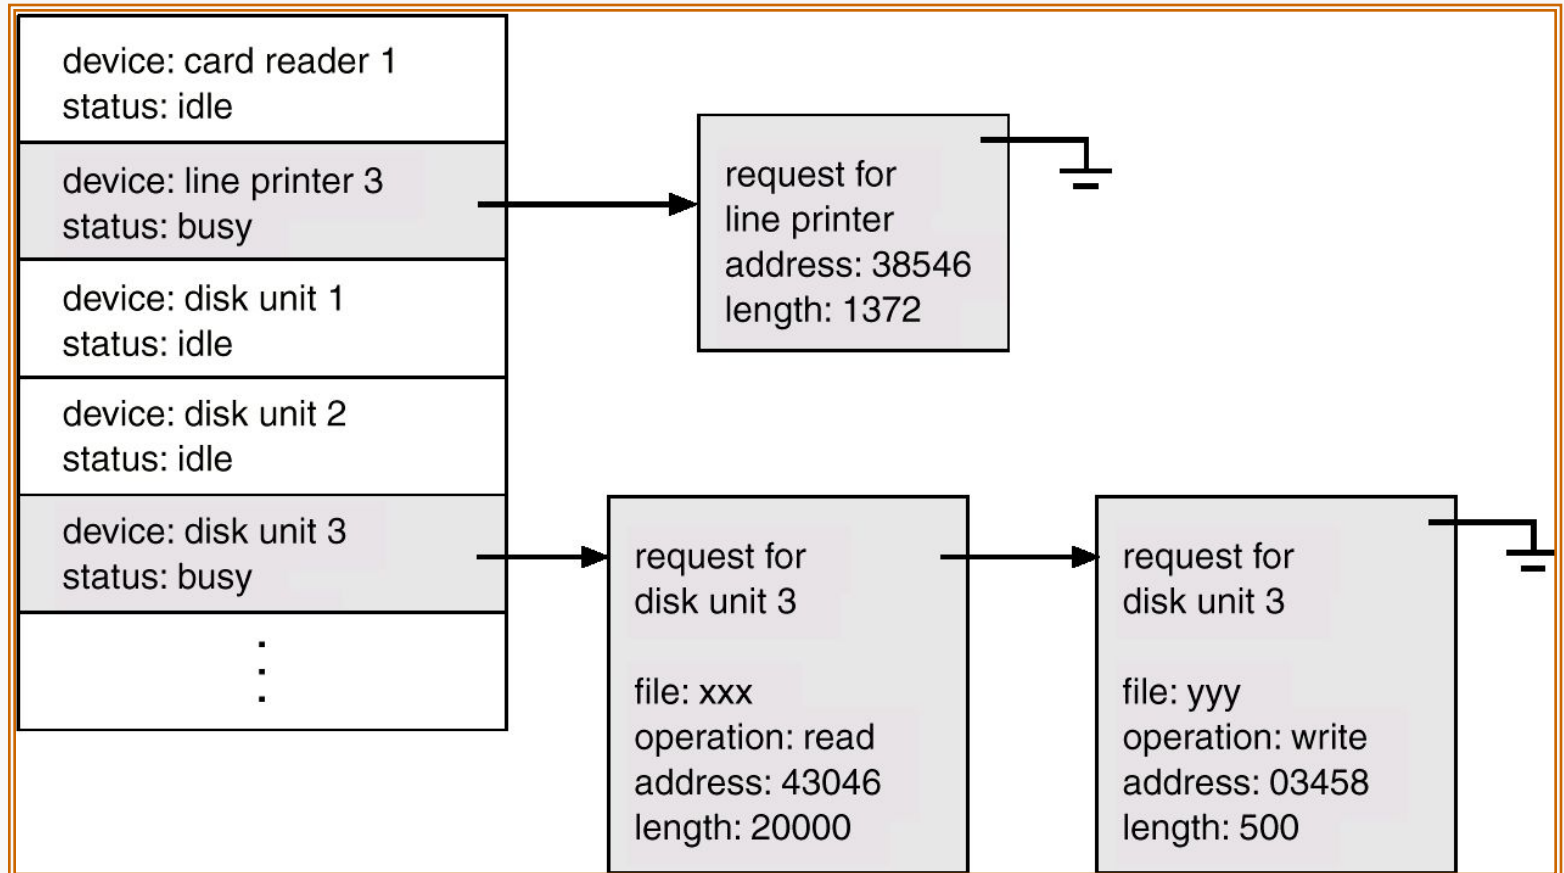 device: card reader 1
status: idle
device: line printer 3
status: busy
request for
line printer
address: 38546
length: 1372
device: disk unit 1
status: idle
device: disk unit 2
status: idle
device: disk unit 3
status: busy
request for
disk unit 3
file: xxx
operation: read
address: 43046
length: 20000
request for
disk unit 3
file: yyy
operation: write
address: 03458
length: 500